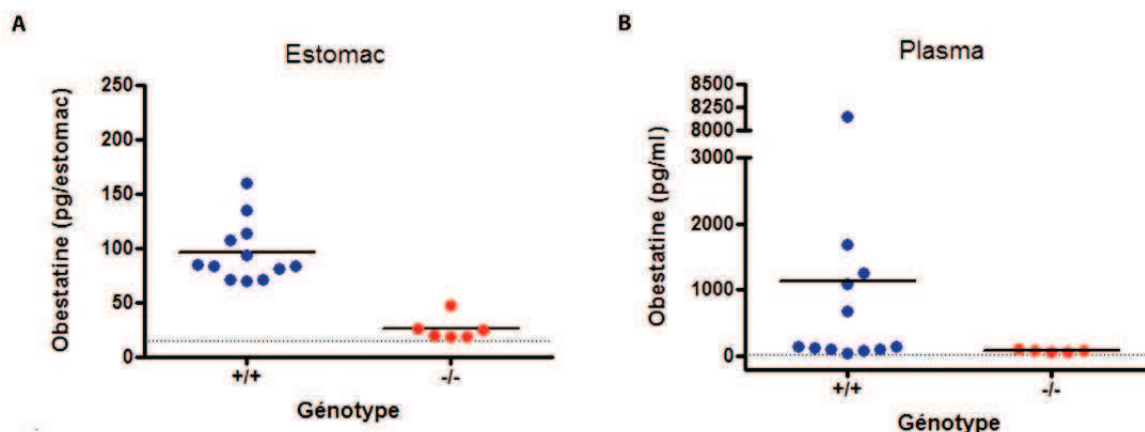 A
Estomac
250
200
150
100
50
0
Obestatine (pg/estomac)
+/+
-/-
Génotype
B
Plasma
8500
8250
8000
3000
2000
1000
0
Obestatine (pg/ml)
+/+
-/-
Génotype